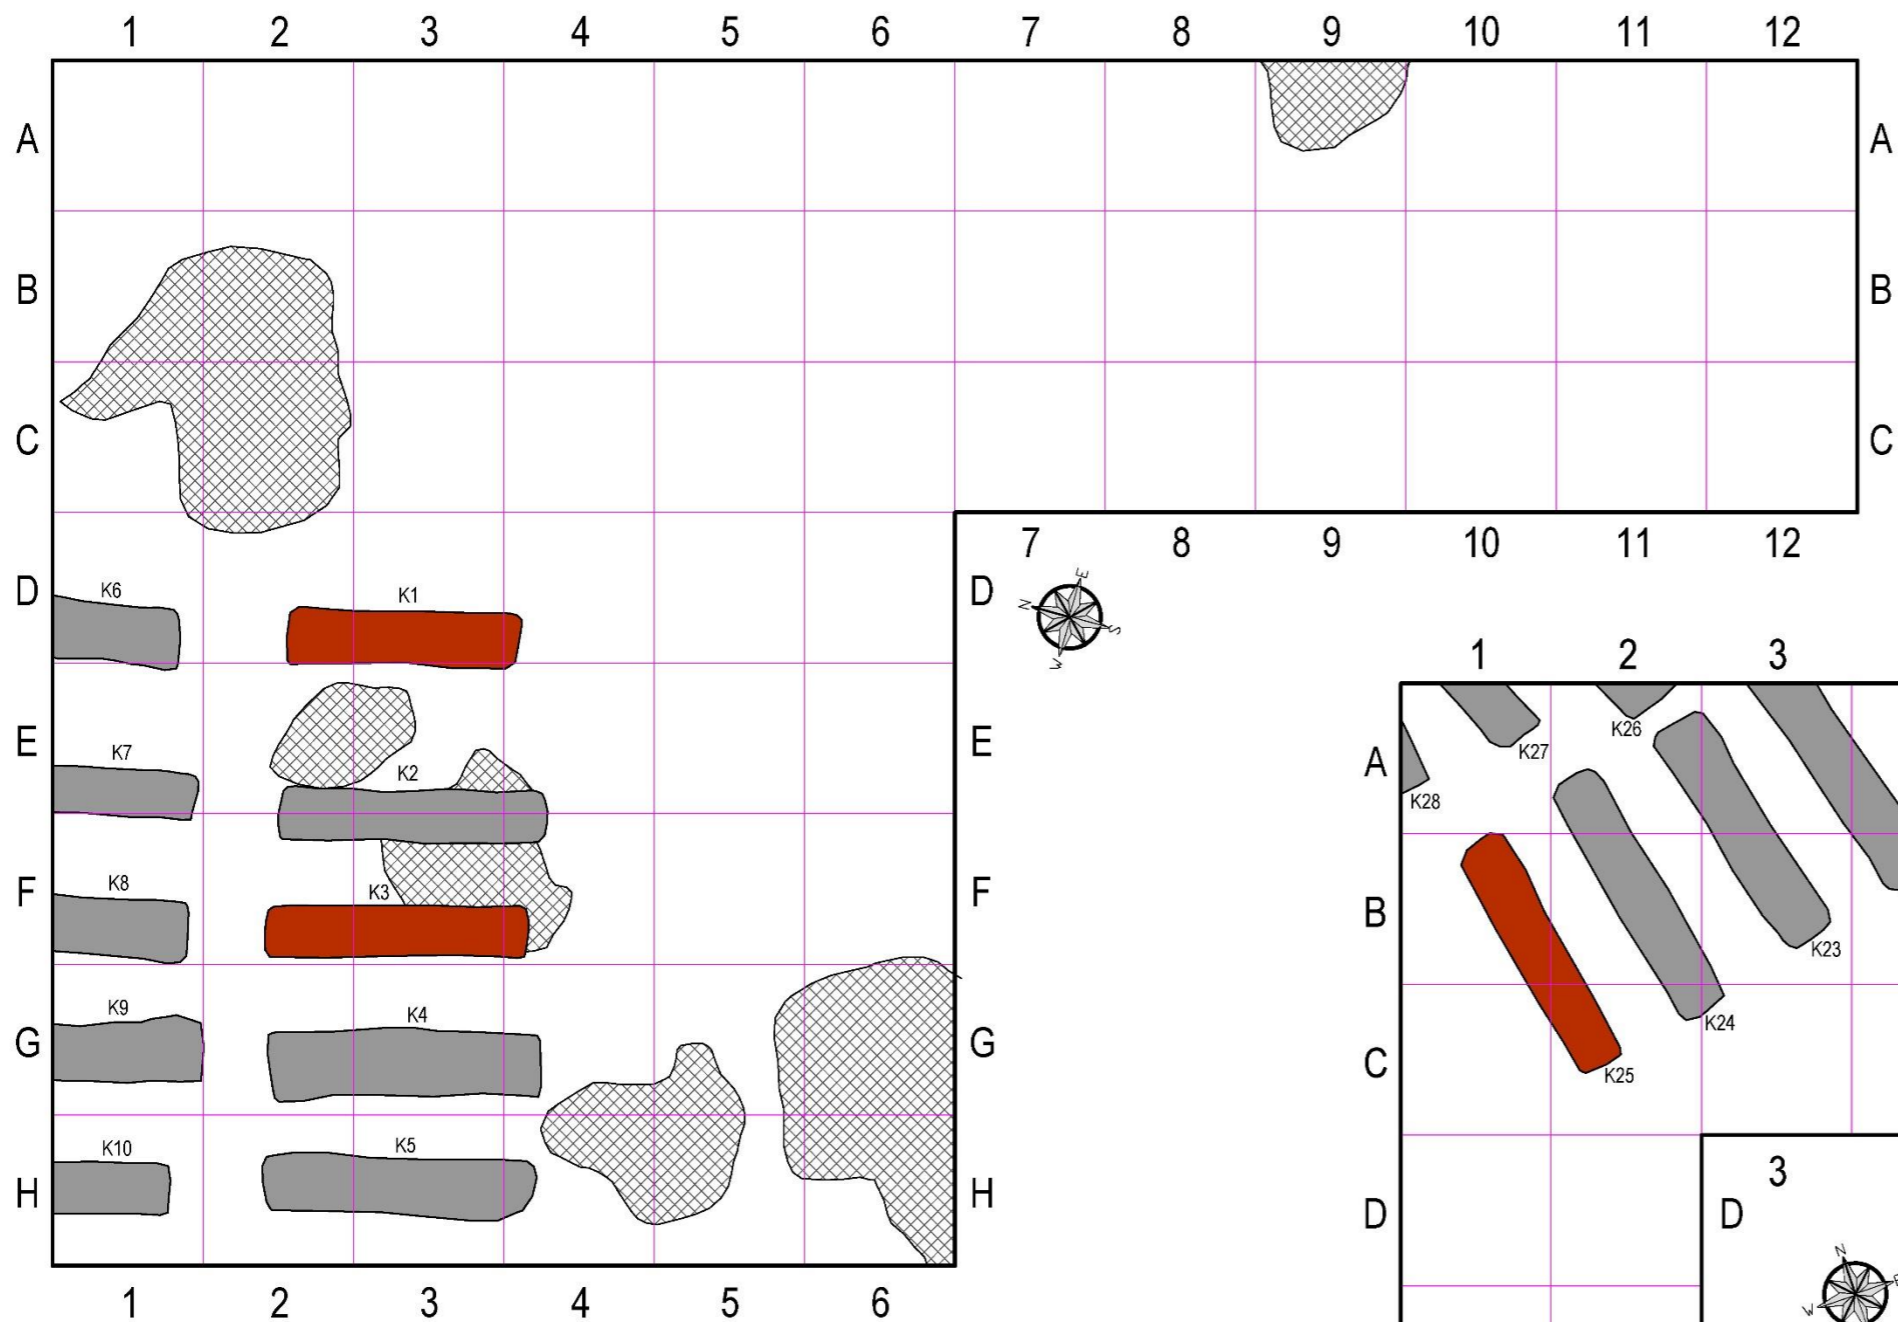 1 2 3 4 5 6 7 8 9 10 11 12
A A
B B
C C
7 8 9 10 11 12
D K6 K1 D
N E S W
1 2 3
E K7 K2 E
A K28 K27 K26
F K8 K3 F
B K23
G K9 K4 G
C K25 K24
H K10 K5 H
D 3
D
N E W
1 2 3 4 5 6